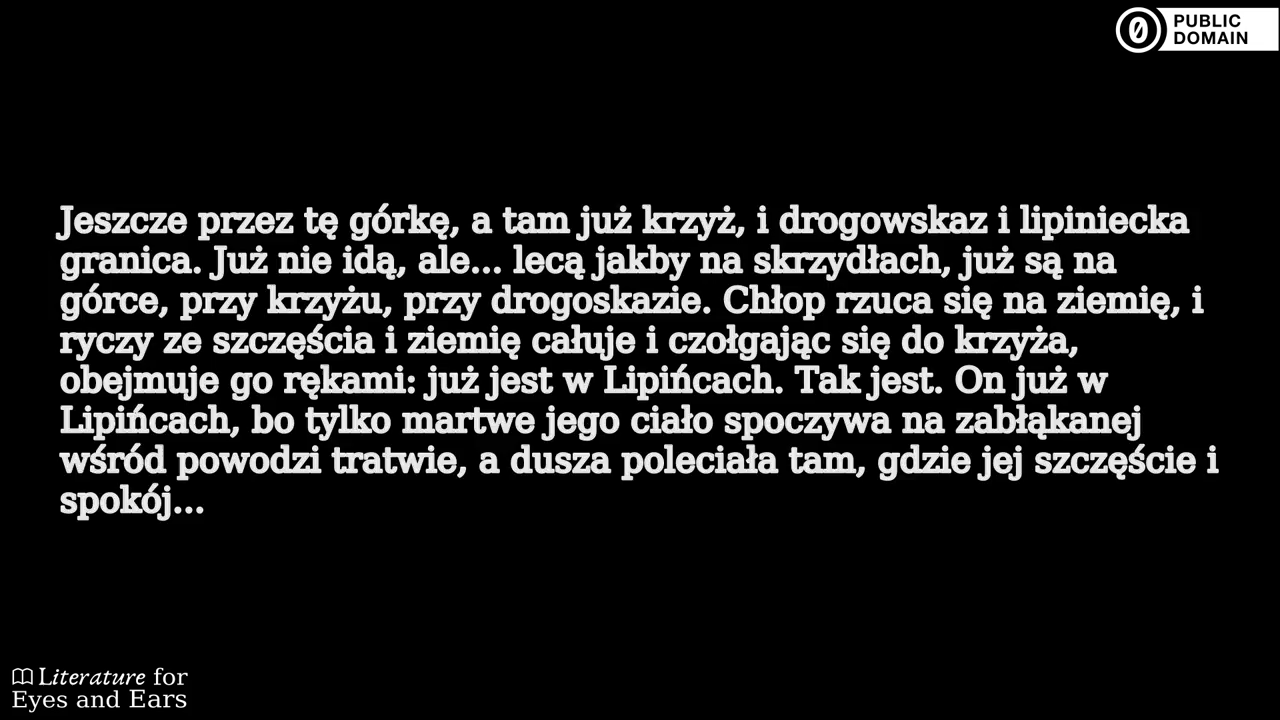 PUBLIC
DOMAIN
Jeszcze przez tę górkę, a tam już krzyż, i drogowskaz i lipiniecka
granica. Już nie idą, ale... lecą jakby na skrzydłach, już są na
górce, przy krzyżu, przy drogoskazie. Chłop rzuca się na ziemię, i
ryczy ze szczęścia i ziemię całuje i czołgając się do krzyża,
obejmuje go rękami: już jest w Lipińcach. Tak jest. On już w
Lipińcach, bo tylko martwe jego ciało spoczywa na zabłąkanej
wśród powodzi tratwie, a dusza poleciała tam, gdzie jej szczęście i
spokój...
Literature for
Eyes and Ears